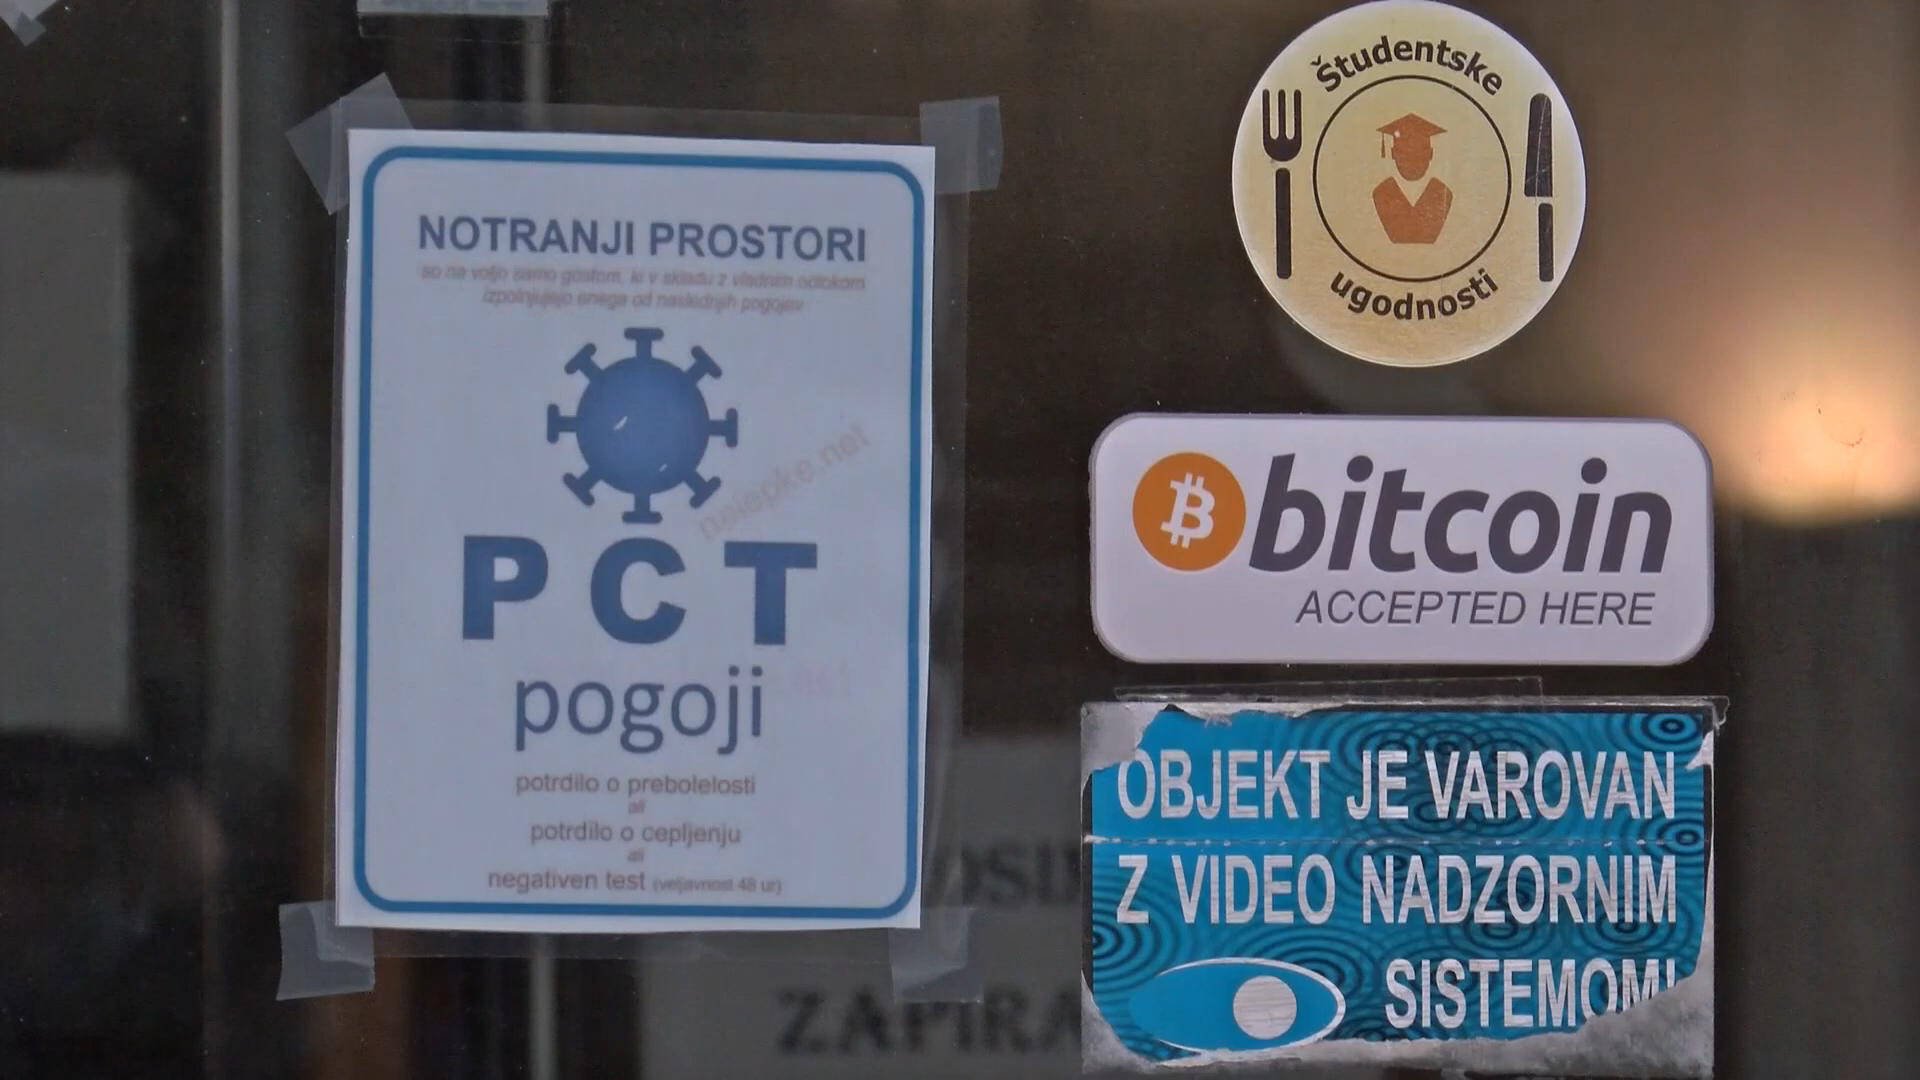 NOTRANJI PROSTORI
so na voljo samo gostom, ki v skladu z vladnim odlokom
izpolnjujejo enega od naslednjih pogojev
nalepke.net
PCT
pogoji
potrdilo o prebolelosti
ali
potrdilo o cepljenju
ali
negativen test (veljavnost 48 ur)
Študentske
ugodnosti
bitcoin
ACCEPTED HERE
OBJEKT JE VAROVAN
Z VIDEO NADZORNIM
SISTEMOM!
ZAPIRA